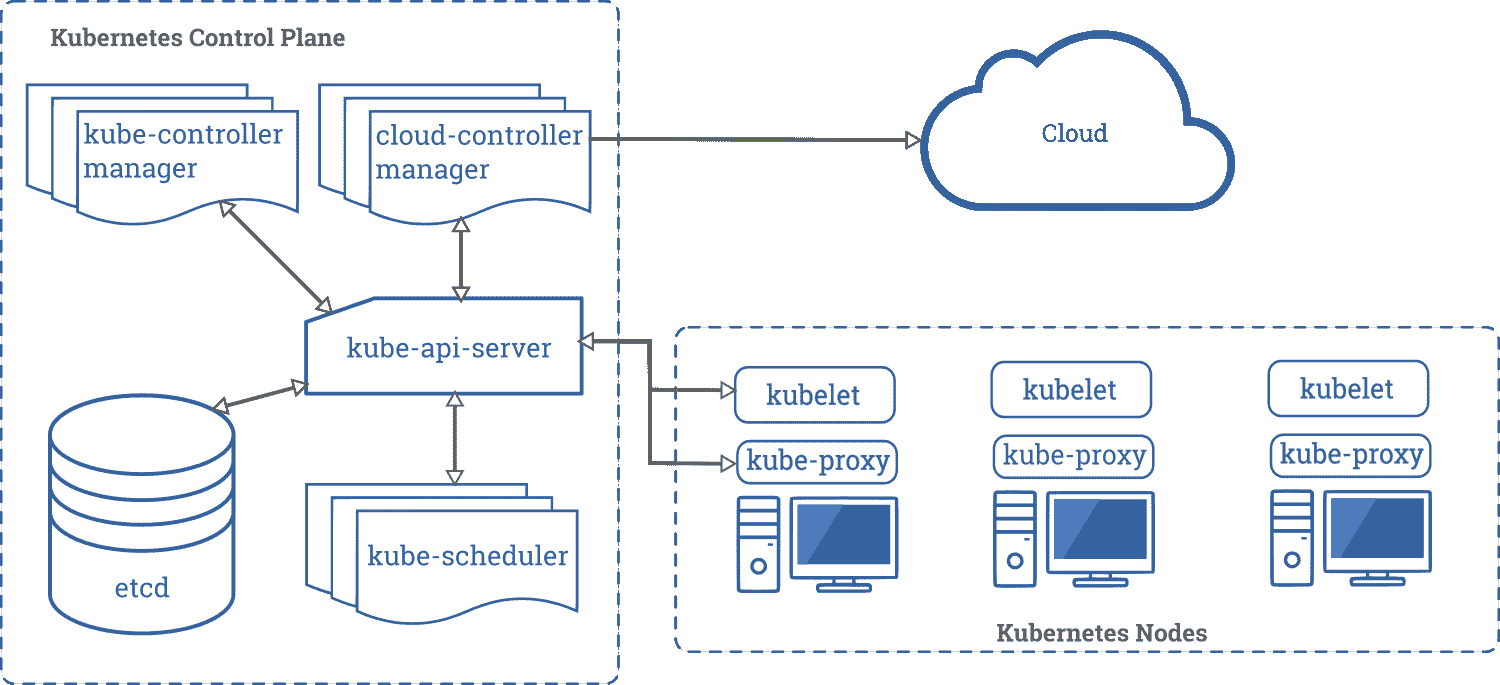 Kubernetes Control Plane
kube-controller
manager
cloud-controller
manager
Cloud
kube-api-server
kubelet
kubelet
kubelet
kube-proxy
kube-proxy
kube-proxy
kube-scheduler
etcd
Kubernetes Nodes